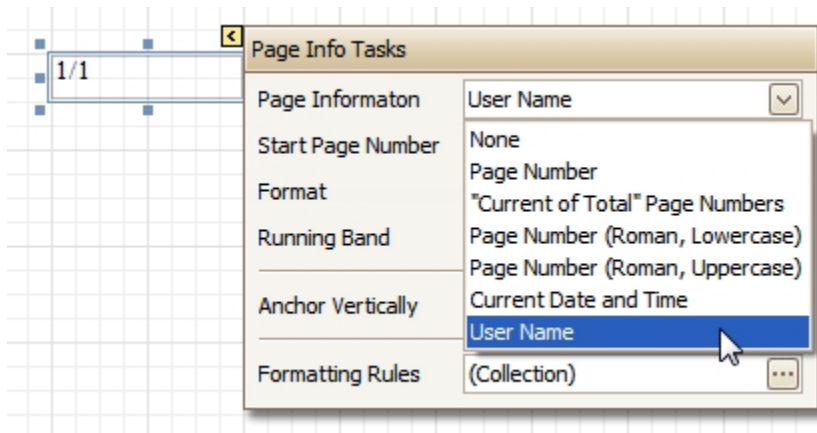 1/1
Page Info Tasks
Page Informaton User Name
None
Start Page Number
Page Number
Format
"Current of Total" Page Numbers
Running Band
Page Number (Roman, Lowercase)
Page Number (Roman, Uppercase)
Anchor Vertically
Current Date and Time
User Name
Formatting Rules (Collection)